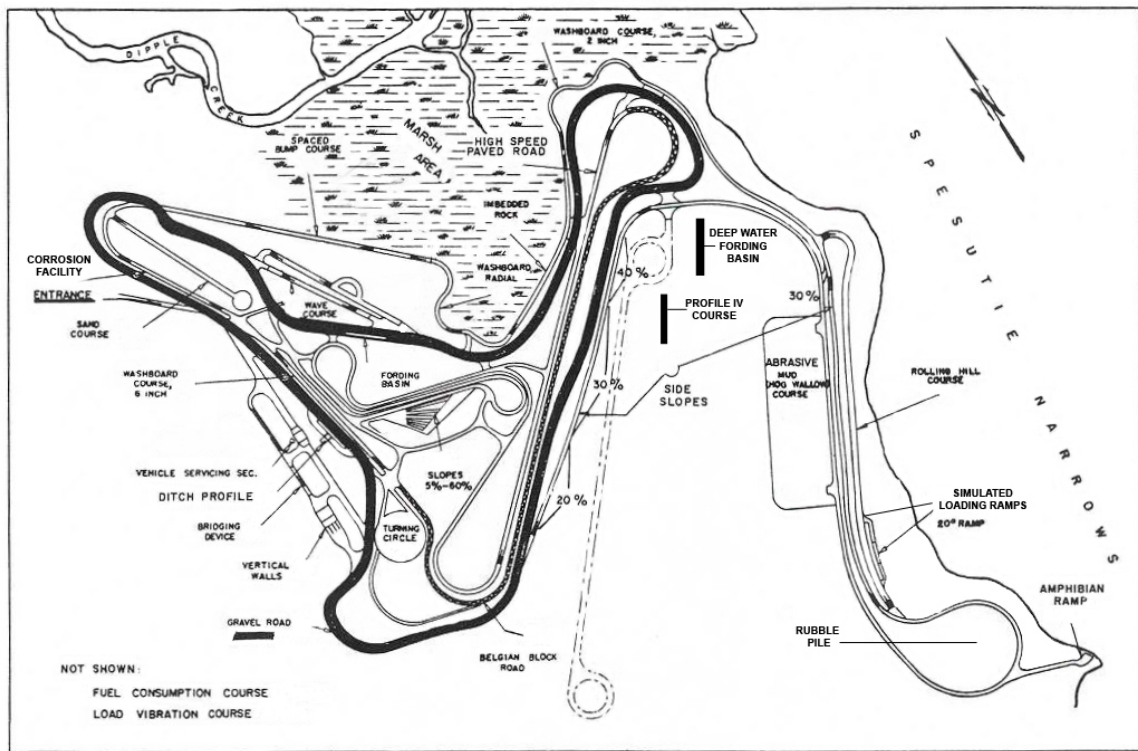 WASHBOARD COURSE,
2 INCH
DIPPLE
CREEK
MARSH
AREA
SPACED
BUMP COURSE
HIGH SPEED
PAVED ROAD
IMBEDDED
ROCK
WASHBOARD
RADIAL
SPESUTIE NARROWS
DEEP WATER
FORDING
BASIN
40%
PROFILE IV
COURSE
30%
CORROSION
FACILITY
ENTRANCE
SAND
COURSE
WAVE
COURSE
WASHBOARD
COURSE,
6 INCH
FORDING
BASIN
30%
SIDE
SLOPES
ABRASIVE
MUD
(HOG WALLOW)
COURSE
ROLLING HILL
COURSE
VEHICLE SERVICING SEC.
DITCH PROFILE
SLOPES
5%-60%
20%
BRIDGING
DEVICE
TURNING
CIRCLE
VERTICAL
WALLS
SIMULATED
LOADING RAMPS
20° RAMP
AMPHIBIAN
RAMP
GRAVEL ROAD
BELGIAN BLOCK
ROAD
RUBBLE
PILE
NOT SHOWN:
FUEL CONSUMPTION COURSE
LOAD VIBRATION COURSE